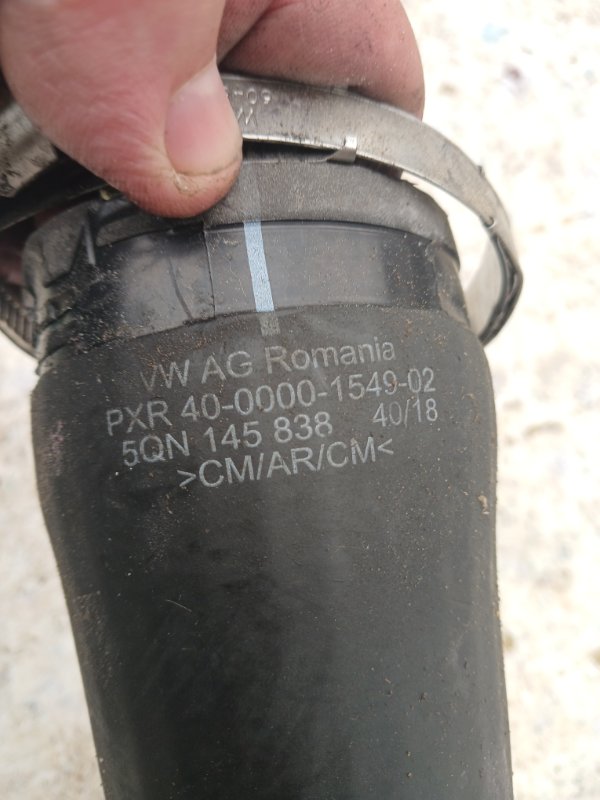 VW AG Romania
PXR 40-0000-1549-02
5QN 145 838 40/18
>CM/AR/CM<